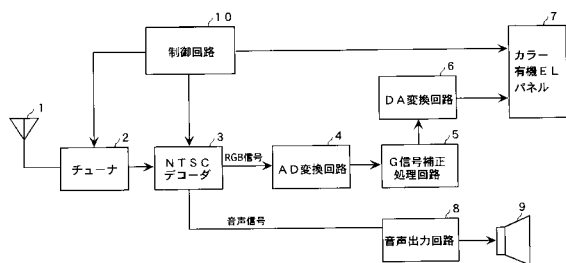 10
制御回路
7
カラー
有機EL
パネル
6
DA変換回路
1
2
チューナ
3
NTSC
デコーダ
RGB信号
4
AD変換回路
5
G信号補正
処理回路
音声信号
8
音声出力回路
9